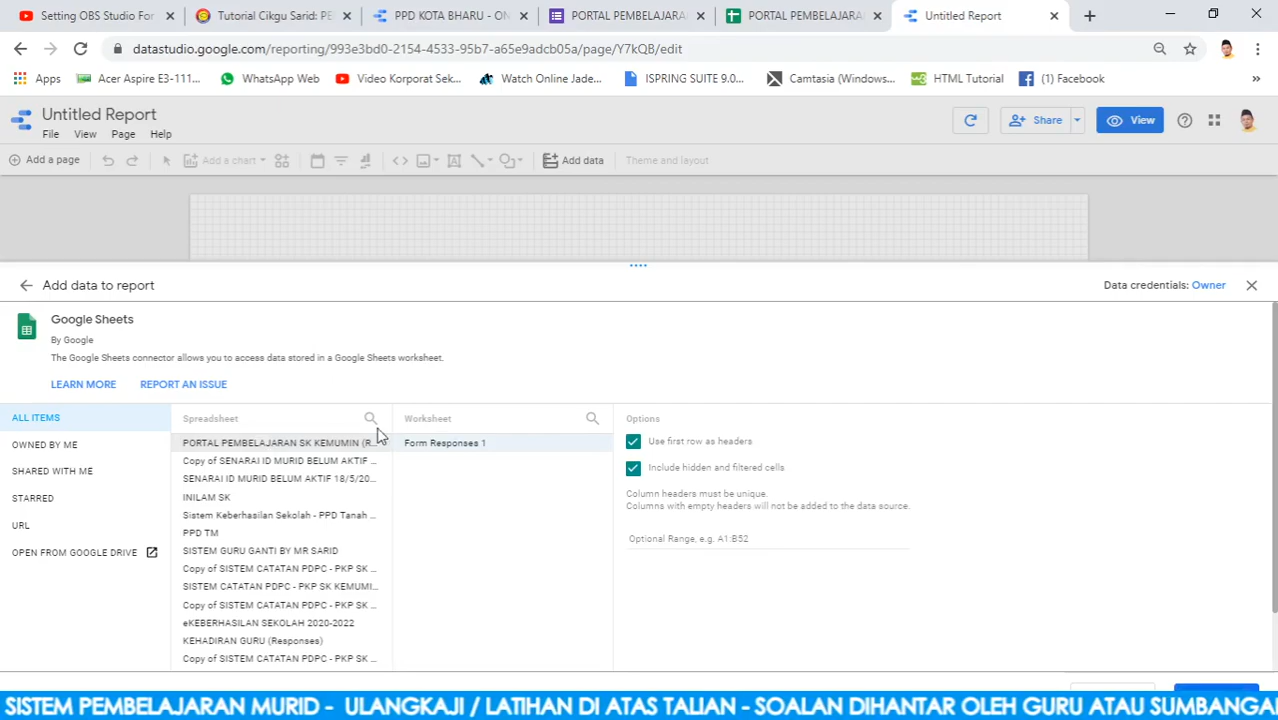 Setting OBS Studio For
Tutorial Cikgu Sarid: PE
PPD KOTA BHARU - ON
PORTAL PEMBELAJARAN
PORTAL PEMBELAJARAN
Untitled Report
datastudio.google.com/reporting/993e3bd0-2154-4533-95b7-a65e9adcb05a/page/Y7kQB/edit
Apps
Acer Aspire E3-111...
WhatsApp Web
Video Korporat Sek...
Watch Online Jade...
ISPRING SUITE 9.0...
Camtasia (Windows...
HTML Tutorial
(1) Facebook
Untitled Report
File View Page Help
Share
View
Add a page
Add a chart
Add data
Theme and layout
Add data to report
Data credentials: Owner
Google Sheets
By Google
The Google Sheets connector allows you to access data stored in a Google Sheets worksheet.
LEARN MORE
REPORT AN ISSUE
ALL ITEMS
OWNED BY ME
SHARED WITH ME
STARRED
URL
OPEN FROM GOOGLE DRIVE
Spreadsheet
PORTAL PEMBELAJARAN SK KEMUMIN (R...
Copy of SENARAI ID MURID BELUM AKTIF ...
SENARAI ID MURID BELUM AKTIF 18/5/20...
INILAM SK
Sistem Keberhasilan Sekolah - PPD Tanah ...
PPD TM
SISTEM GURU GANTI BY MR SARID
Copy of SISTEM CATATAN PDPC - PKP SK ...
SISTEM CATATAN PDPC - PKP SK KEMUMI...
Copy of SISTEM CATATAN PDPC - PKP SK ...
eKEBERHASILAN SEKOLAH 2020-2022
KEHADIRAN GURU (Responses)
Copy of SISTEM CATATAN PDPC - PKP SK ...
Worksheet
Form Responses 1
Options
Use first row as headers
Include hidden and filtered cells
Column headers must be unique.
Columns with empty headers will not be added to the data source.
Optional Range, e.g. A1:B52
SISTEM PEMBELAJARAN MURID - ULANGKAJI / LATIHAN DI ATAS TALIAN - SOALAN DIHANTAR OLEH GURU ATAU SUMBANGA